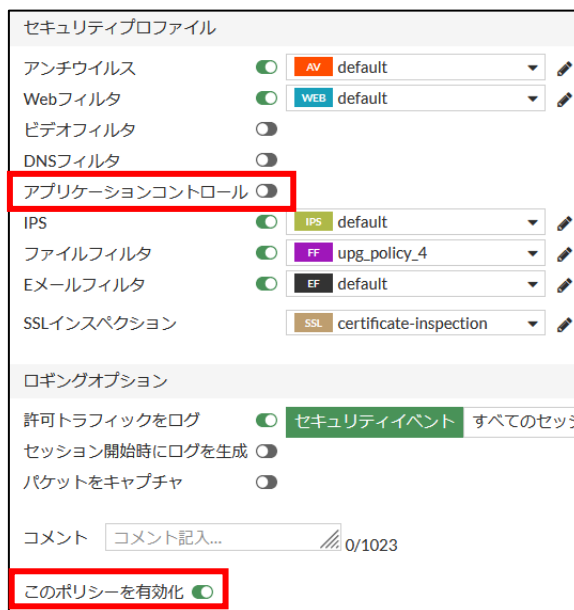 セキュリティプロファイル
アンチウイルス AV default
Webフィルタ WEB default
ビデオフィルタ
DNSフィルタ
アプリケーションコントロール
IPS IPS default
ファイルフィルタ FF upg_policy_4
Eメールフィルタ EF default
SSLインスペクション SSL certificate-inspection
ロギングオプション
許可トラフィックをログ セキュリティイベント すべてのセッ
セッション開始時にログを生成
パケットをキャプチャ
コメント コメント記入... 0/1023
このポリシーを有効化